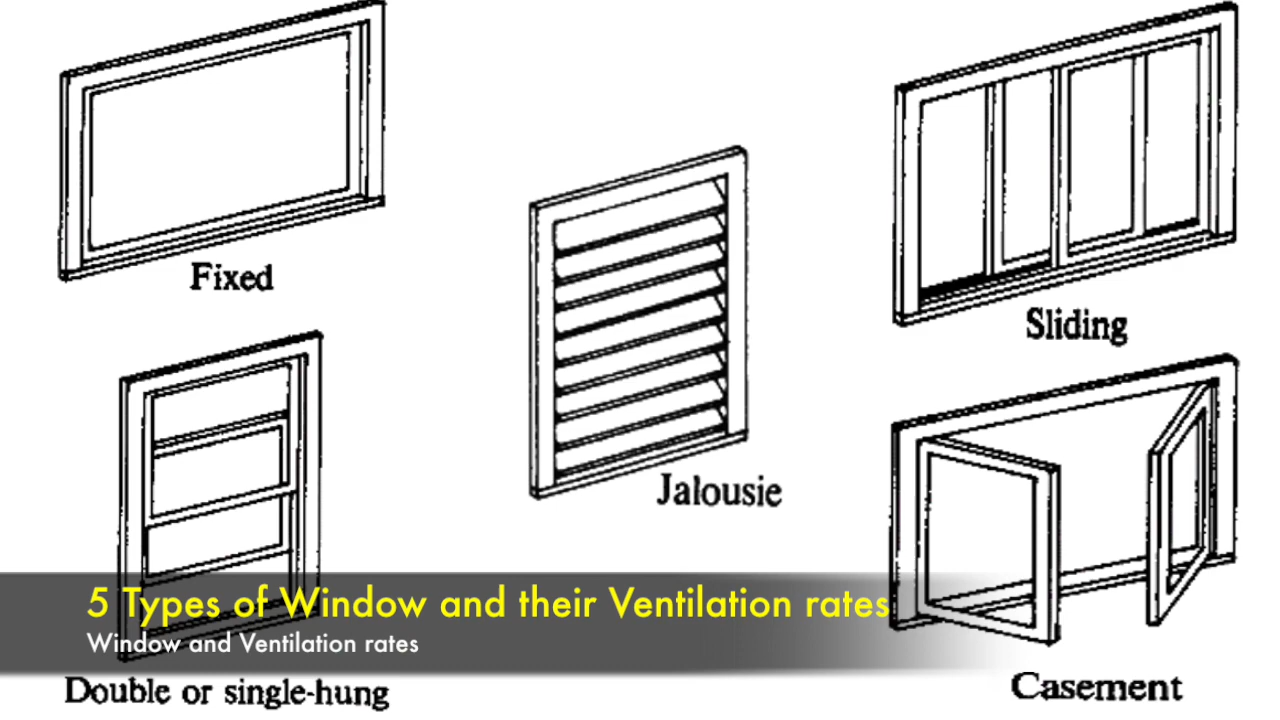 Fixed
Jalousie
Sliding
5 Types of Window and their Ventilation rates
Window and Ventilation rates
Double or single-hung
Casement